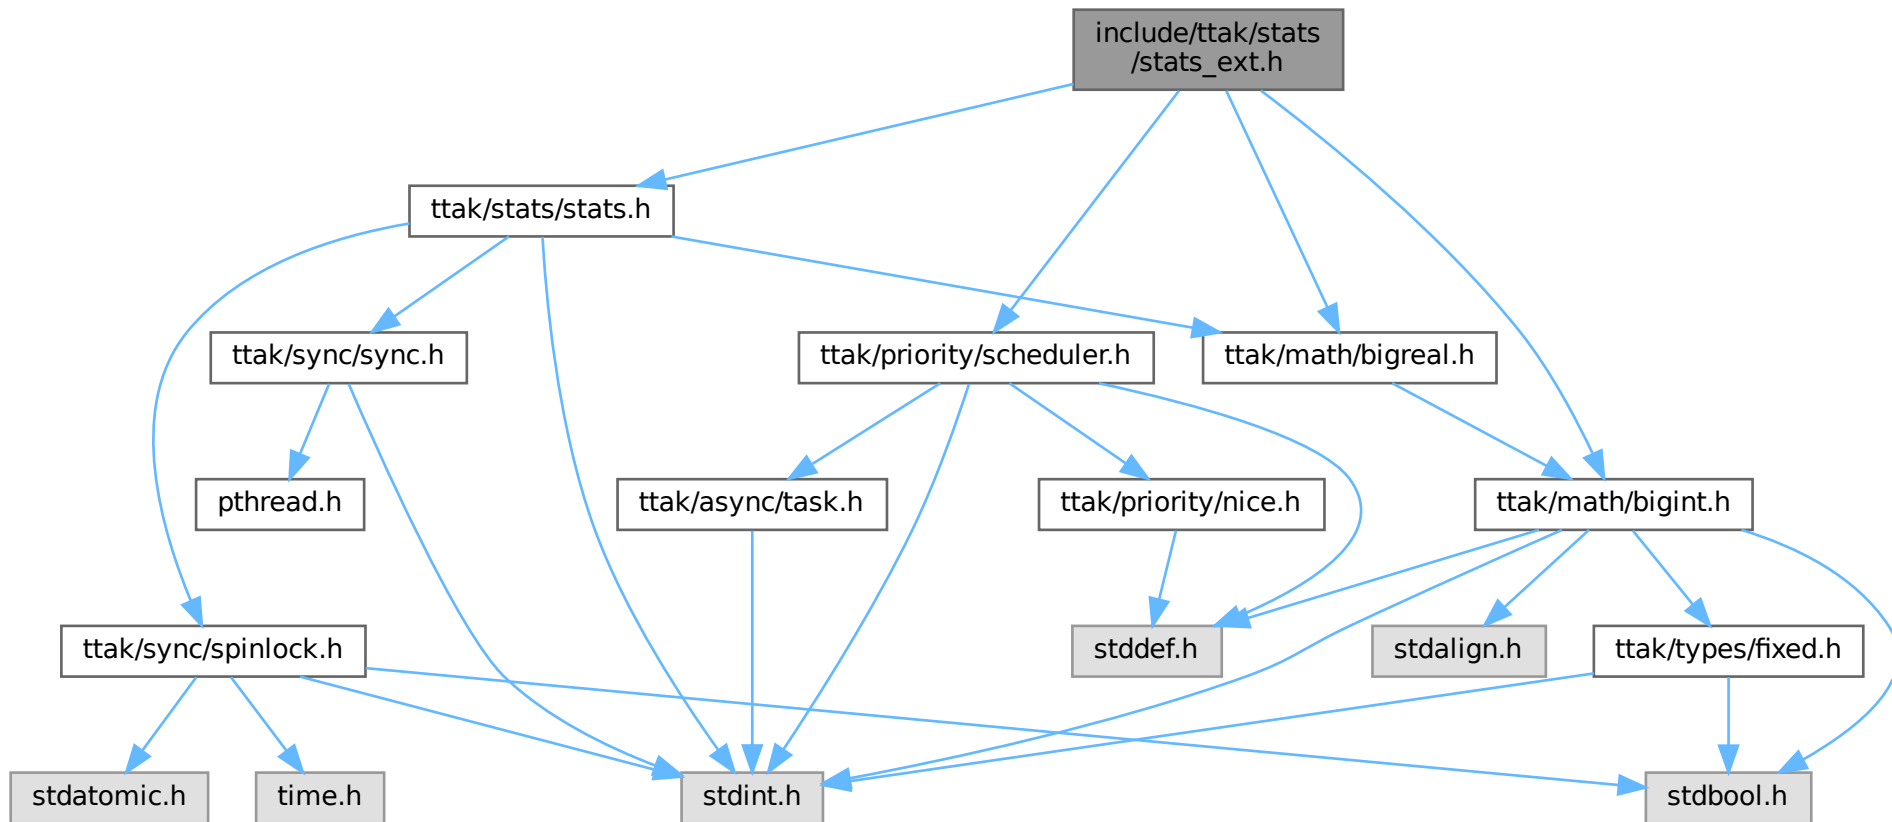 include/ttak/stats
/stats_ext.h
ttak/stats/stats.h
ttak/sync/sync.h
ttak/priority/scheduler.h
ttak/math/bigreal.h
pthread.h
ttak/async/task.h
ttak/priority/nice.h
ttak/math/bigint.h
ttak/sync/spinlock.h
stddef.h
stdalign.h
ttak/types/fixed.h
stdatomic.h
time.h
stdint.h
stdbool.h